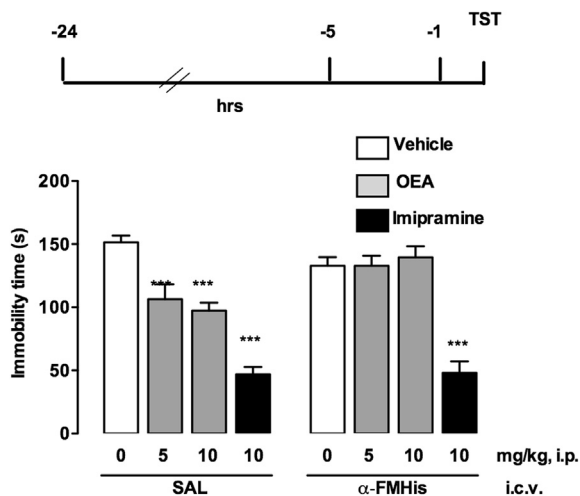 TST
-24 -5 -1
hrs
Vehicle
OEA
Imipramine
Immobility time (s)
200
150
100
50
0
*** *** ***
***
0 5 10 10 0 5 10 10 mg/kg, i.p.
SAL α-FMHis i.c.v.